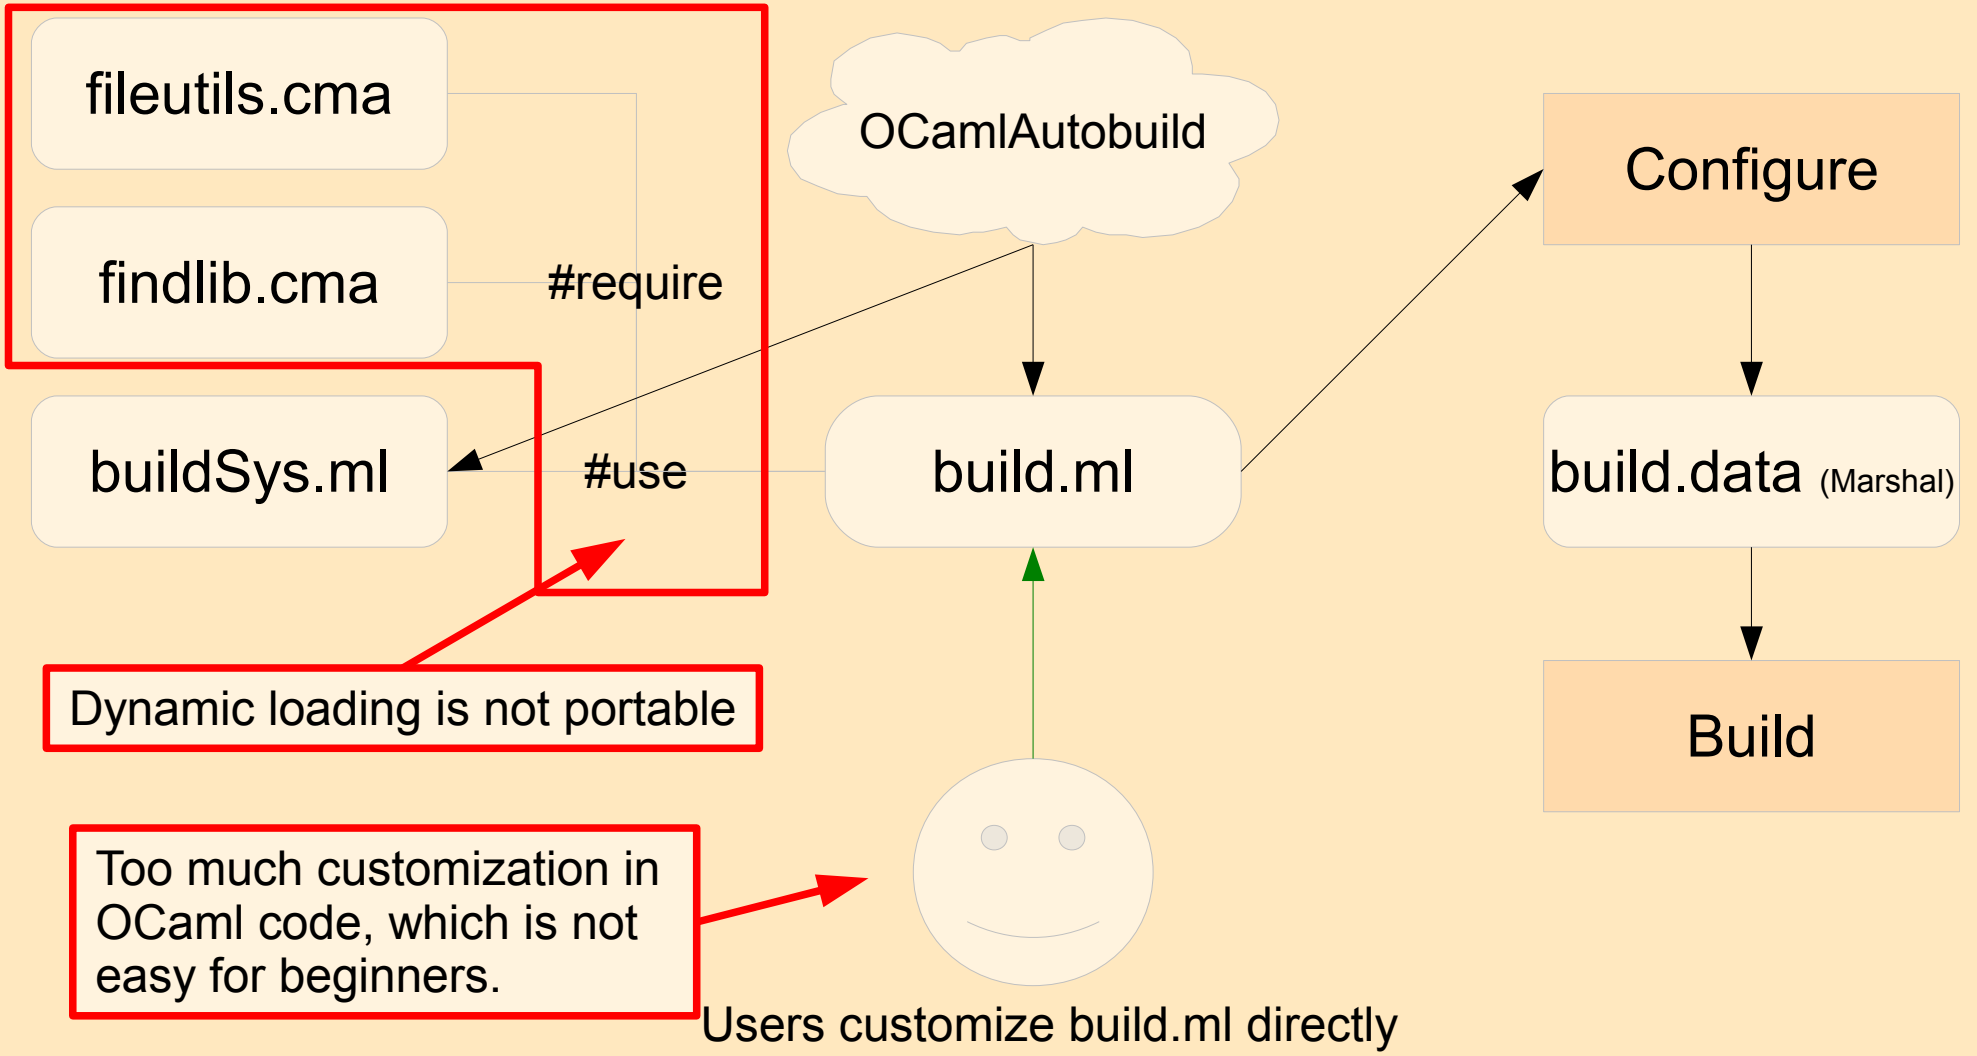 fileutils.cma
OCamlAutobuild
Configure
findlib.cma
#require
buildSys.ml
#use
build.ml
build.data (Marshal)
Dynamic loading is not portable
Build
Too much customization in
OCaml code, which is not
easy for beginners.
Users customize build.ml directly